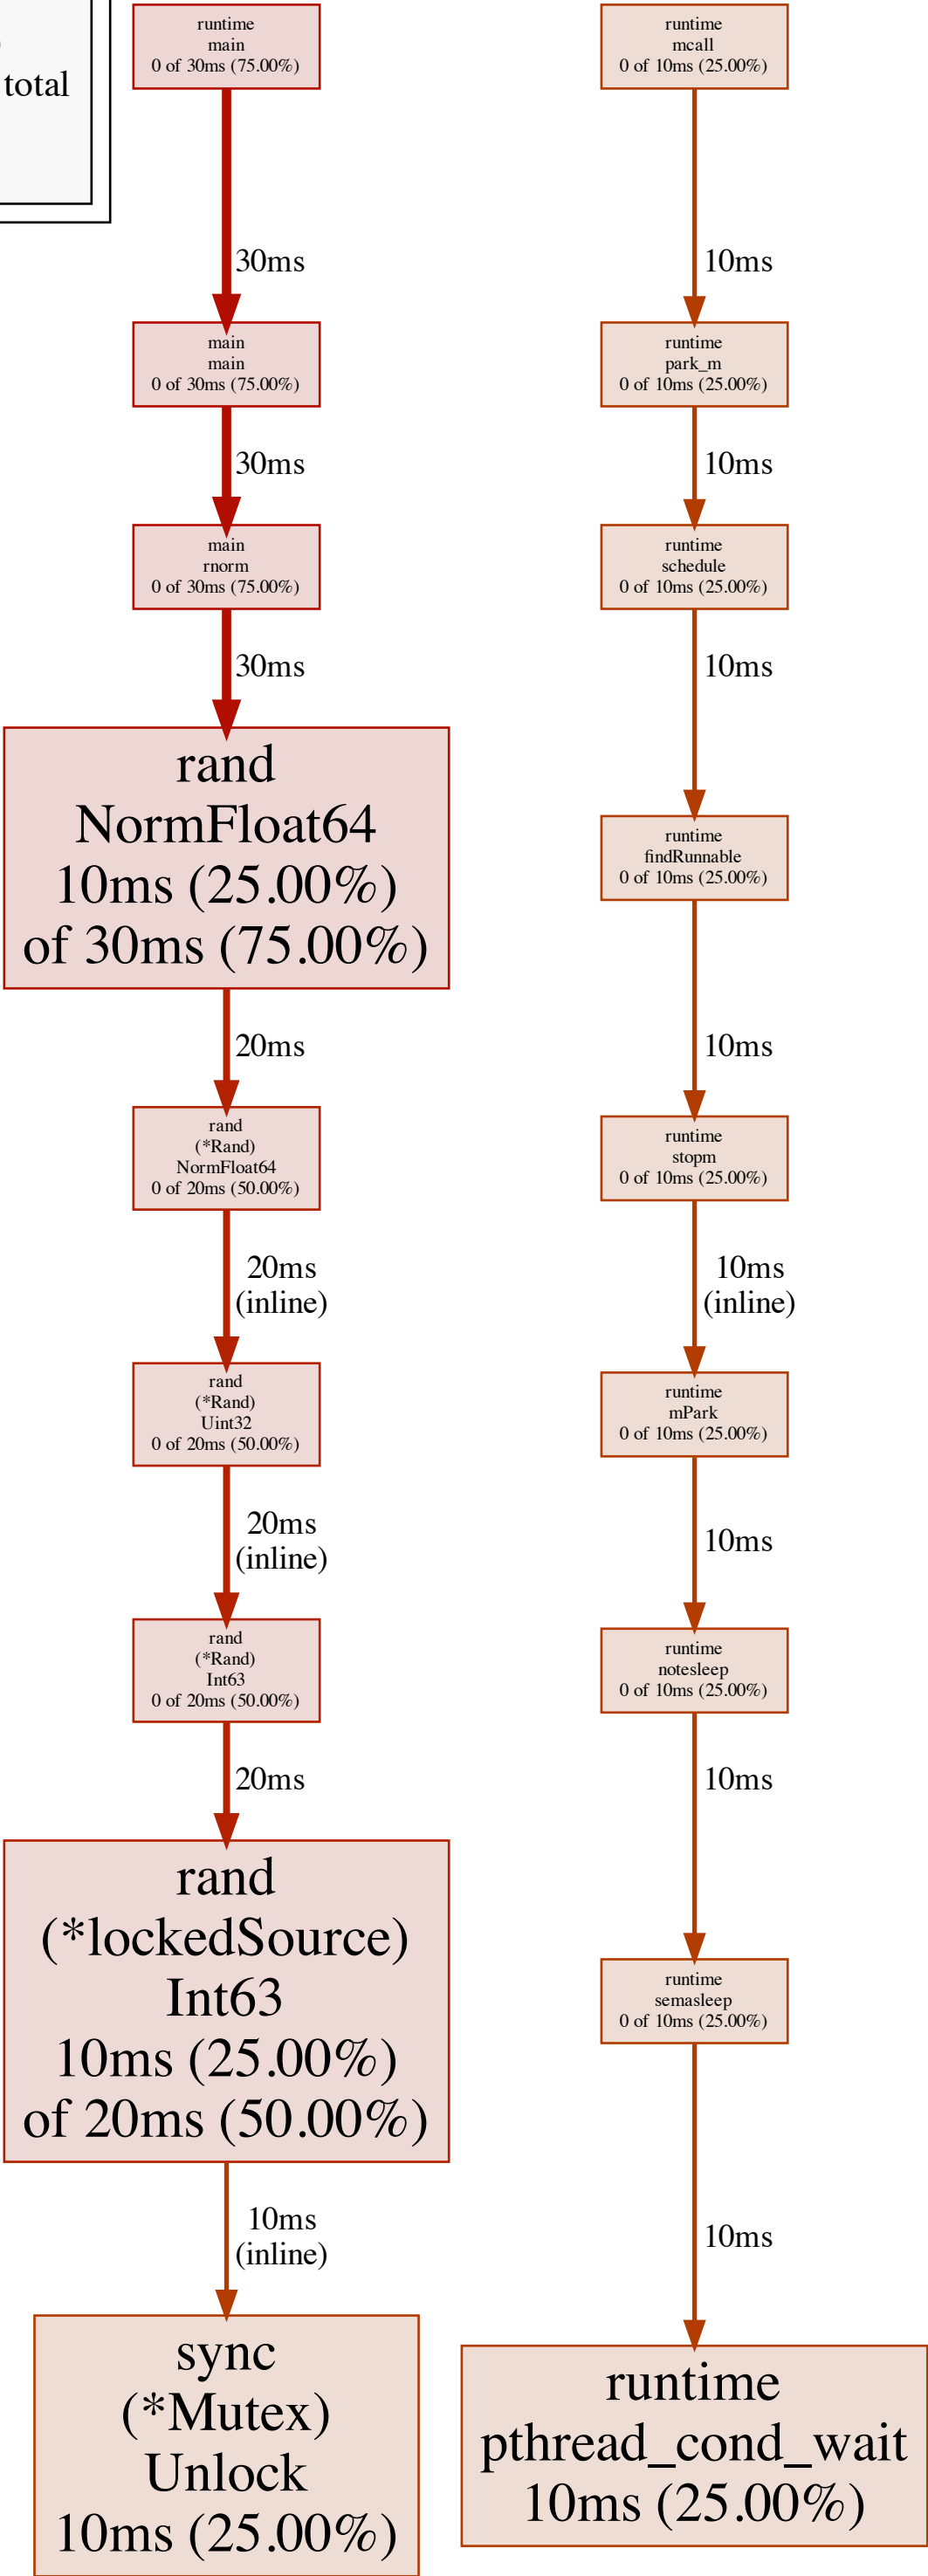 total
runtime
main
0 of 30ms (75.00%)
30ms
main
main
0 of 30ms (75.00%)
30ms
main
rnorm
0 of 30ms (75.00%)
30ms
rand
NormFloat64
10ms (25.00%)
of 30ms (75.00%)
20ms
rand
(*Rand)
NormFloat64
0 of 20ms (50.00%)
20ms
(inline)
rand
(*Rand)
Uint32
0 of 20ms (50.00%)
20ms
(inline)
rand
(*Rand)
Int63
0 of 20ms (50.00%)
20ms
rand
(*lockedSource)
Int63
10ms (25.00%)
of 20ms (50.00%)
10ms
(inline)
sync
(*Mutex)
Unlock
10ms (25.00%)
runtime
mcall
0 of 10ms (25.00%)
10ms
runtime
park_m
0 of 10ms (25.00%)
10ms
runtime
schedule
0 of 10ms (25.00%)
10ms
runtime
findRunnable
0 of 10ms (25.00%)
10ms
runtime
stopm
0 of 10ms (25.00%)
10ms
(inline)
runtime
mPark
0 of 10ms (25.00%)
10ms
runtime
notesleep
0 of 10ms (25.00%)
10ms
runtime
semasleep
0 of 10ms (25.00%)
10ms
runtime
pthread_cond_wait
10ms (25.00%)